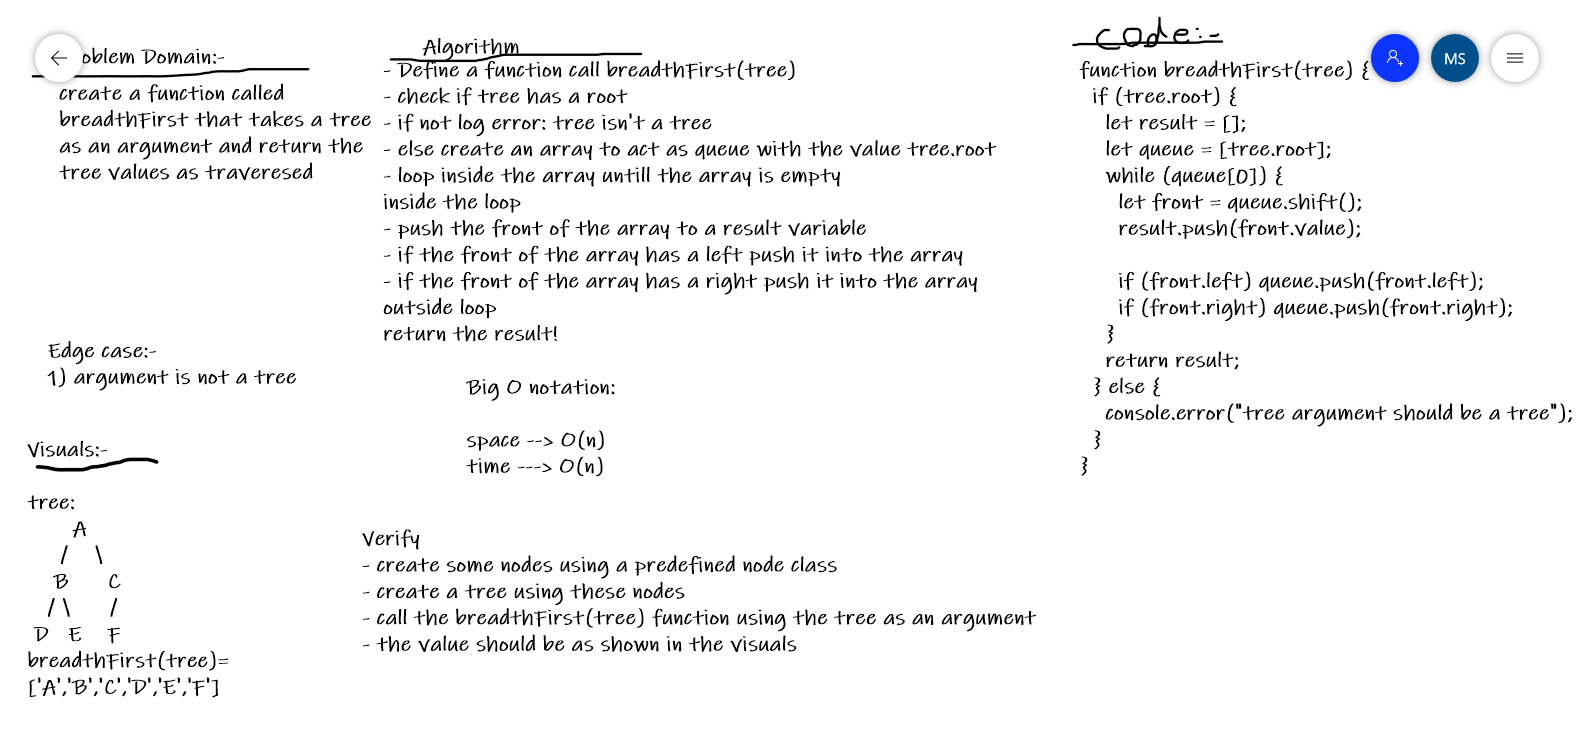 oblem Domain:-
create a function called
breadthFirst that takes a tree
as an argument and return the
tree values as traveresed
Edge case:-
1) argument is not a tree
Visuals:-
tree:
A
/ \
B C
/ \ /
D E F
breadthFirst(tree)=
['A','B','C','D','E','F']
Algorithm
- Define a function call breadthFirst(tree)
- check if tree has a root
- if not log error: tree isn't a tree
- else create an array to act as queue with the value tree.root
- loop inside the array untill the array is empty
inside the loop
- push the front of the array to a result variable
- if the front of the array has a left push it into the array
- if the front of the array has a right push it into the array
outside loop
return the result!
Big O notation:
space --> O(n)
time ---> O(n)
Verify
- create some nodes using a predefined node class
- create a tree using these nodes
- call the breadthFirst(tree) function using the tree as an argument
- the value should be as shown in the visuals
code:-
function breadthFirst(tree) {
if (tree.root) {
let result = [];
let queue = [tree.root];
while (queue[0]) {
let front = queue.shift();
result.push(front.value);
if (front.left) queue.push(front.left);
if (front.right) queue.push(front.right);
}
return result;
} else {
console.error("tree argument should be a tree");
}
}
MS